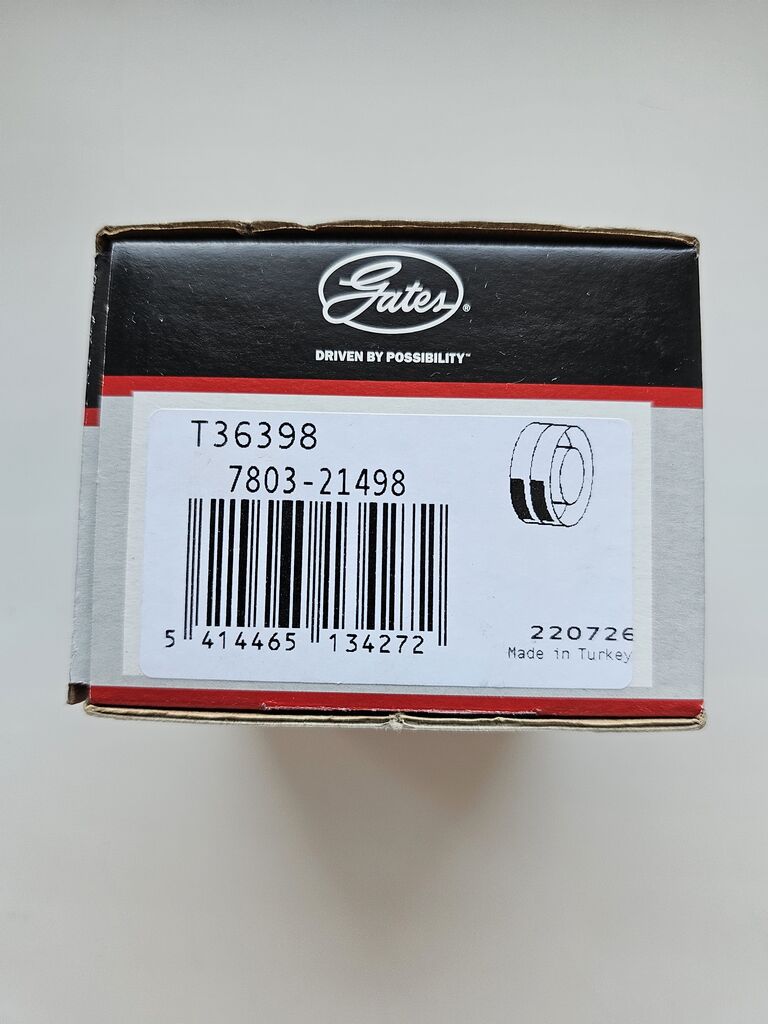 Gates®
DRIVEN BY POSSIBILITY™
T36398
7803-21498
5 414465 134272
220726
Made in Turkey